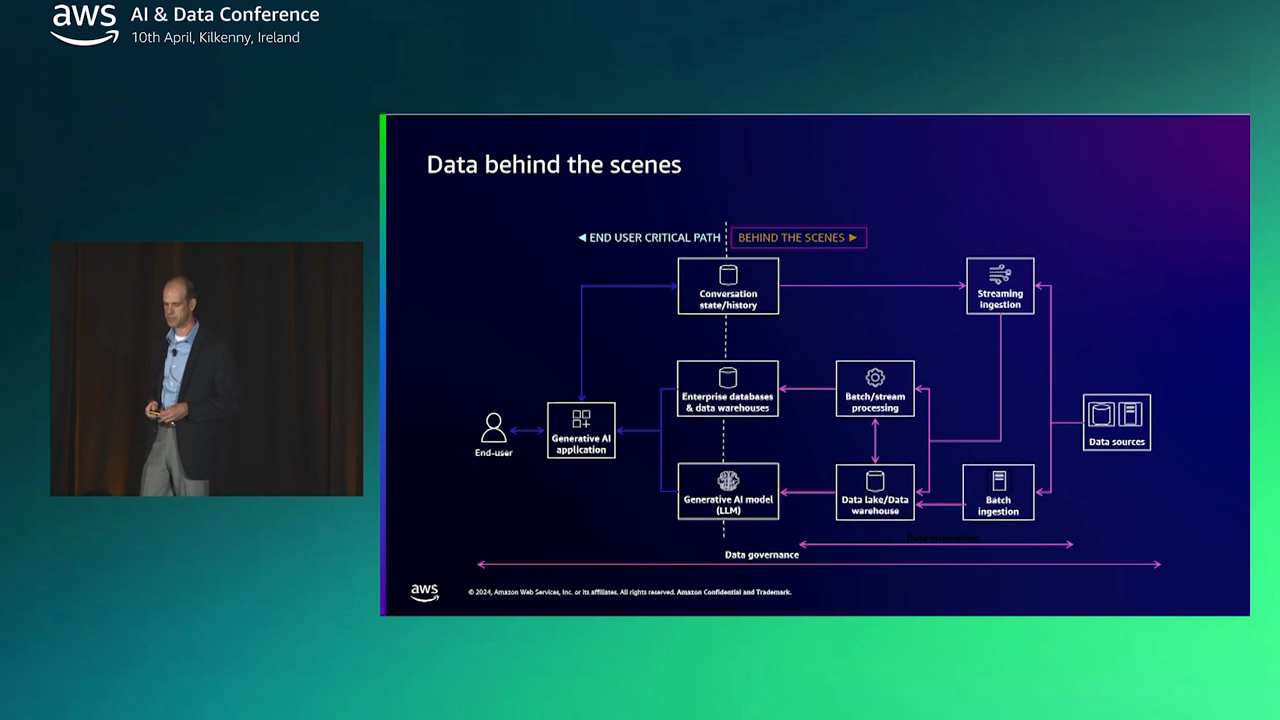 aws
AI & Data Conference
10th April, Kilkenny, Ireland
Data behind the scenes
◄ END USER CRITICAL PATH
BEHIND THE SCENES ►
Conversation
state/history
Streaming
ingestion
Enterprise databases
& data warehouses
Batch/stream
processing
End-user
Generative AI
application
Data sources
Generative AI model
(LLM)
Data lake/Data
warehouse
Batch
ingestion
Data governance
aws
© 2024, Amazon Web Services, Inc. or its affiliates. All rights reserved. Amazon Confidential and Trademark.